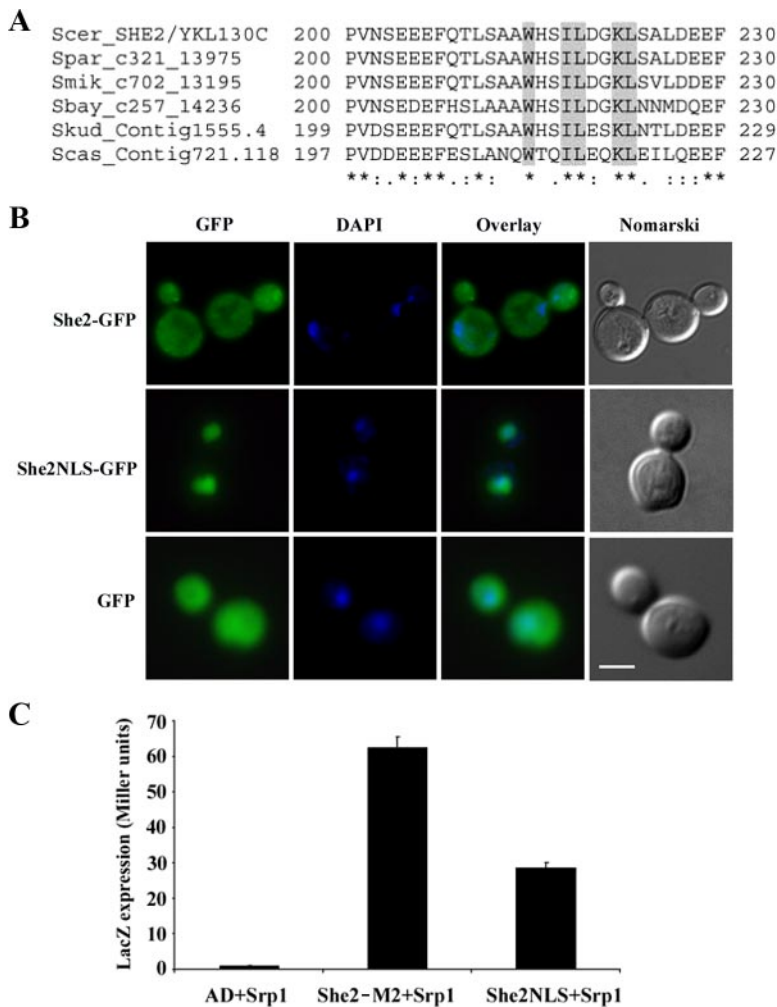 A
Scer_SHE2/YKL130C 200 PVNSEEEFQTLSAAWHSILDGKLSALDEEF 230
Spar_c321_13975 200 PVNSEEEFQTLSAAWHSILDGKLSALDEEF 230
Smik_c702_13195 200 PVNSEEEFQTLSAAWHSILDGKLSVLDDEF 230
Sbay_c257_14236 200 PVNSEDEFHSLAAAWHSILDGKLNNMDQEF 230
Skud_Contig1555.4 199 PVDSEEEFQTLSAAWHSILESKLNTLDEEF 229
Scas_Contig721.118 197 PVDDEEEFESLANQWTQILEQKLEILQEEF 227
**:.*:**.:*: * **: **. :::**
B
GFP DAPI Overlay Nomarski
She2-GFP
She2NLS-GFP
GFP
C
LacZ expression (Miller units)
70
60
50
40
30
20
10
0
AD+Srp1 She2-M2+Srp1 She2NLS+Srp1